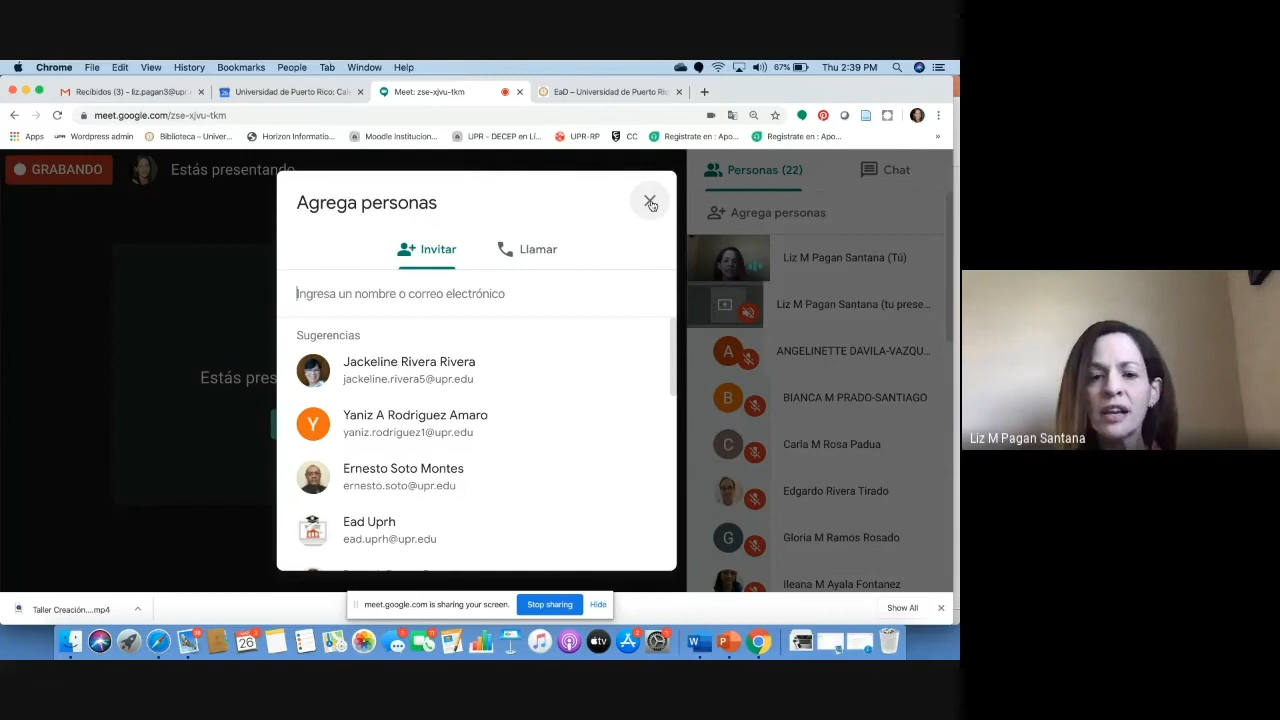 Chrome File Edit View History Bookmarks People Tab Window Help 67% Thu 2:39 PM
Recibidos (3) - liz.pagan3@upr. Universidad de Puerto Rico: Cale Meet: zse-xjvu-tkm EaD – Universidad de Puerto Ric
meet.google.com/zse-xjvu-tkm
Apps Wordpress admin Biblioteca – Univer... Horizon Informatio... Moodle Institucion... UPR - DECEP en Lí... UPR-RP CC Regístrate en : Apo... Regístrate en : Apo... »
GRABANDO
Estás presentando
Agrega personas
Invitar
Llamar
Ingresa un nombre o correo electrónico
Sugerencias
Jackeline Rivera Rivera
jackeline.rivera5@upr.edu
Yaniz A Rodriguez Amaro
yaniz.rodriguez1@upr.edu
Ernesto Soto Montes
ernesto.soto@upr.edu
Ead Uprh
ead.uprh@upr.edu
Estás pres
Personas (22)
Chat
Agrega personas
Liz M Pagan Santana (Tú)
Liz M Pagan Santana (tu prese...
A ANGELINETTE DAVILA-VAZQU...
B BIANCA M PRADO-SANTIAGO
C Carla M Rosa Padua
Edgardo Rivera Tirado
G Gloria M Ramos Rosado
Ileana M Ayala Fontanez
Y
Liz M Pagan Santana
Taller Creación....mp4
meet.google.com is sharing your screen. Stop sharing Hide
Show All